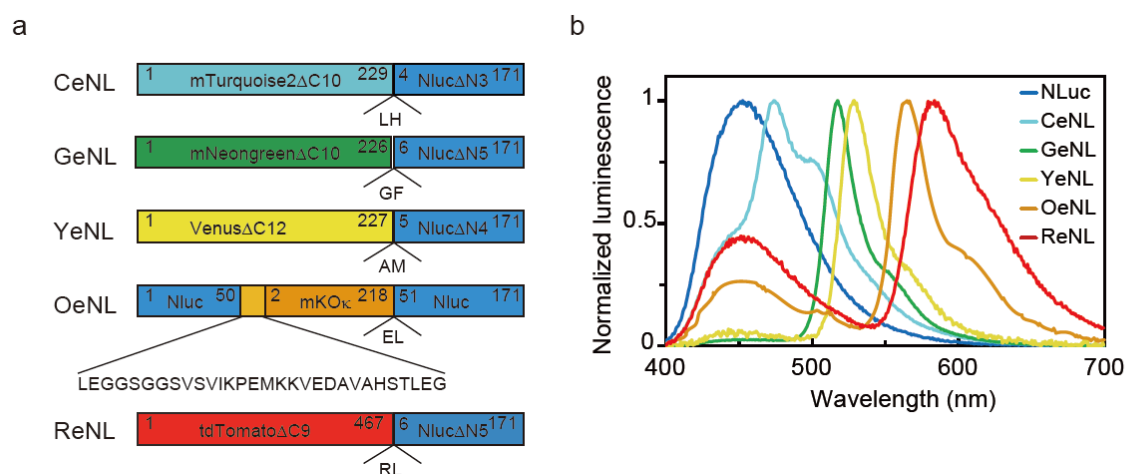 a
CeNL
1 mTurquoise2ΔC10 229 4 NlucΔN3 171
LH
GeNL
1 mNeongreenΔC10 226 6 NlucΔN5 171
GF
YeNL
1 VenusΔC12 227 5 NlucΔN4 171
AM
OeNL
1 Nluc 50 2 mKOκ 218 51 Nluc 171
EL
LEGGSGGSVSVIKPEMKKVEDAVAHSTLEG
ReNL
1 tdTomatoΔC9 467 6 NlucΔN5 171
RL
b
Normalized luminescence
1
0.5
0
400 500 600 700
Wavelength (nm)
NLuc
CeNL
GeNL
YeNL
OeNL
ReNL